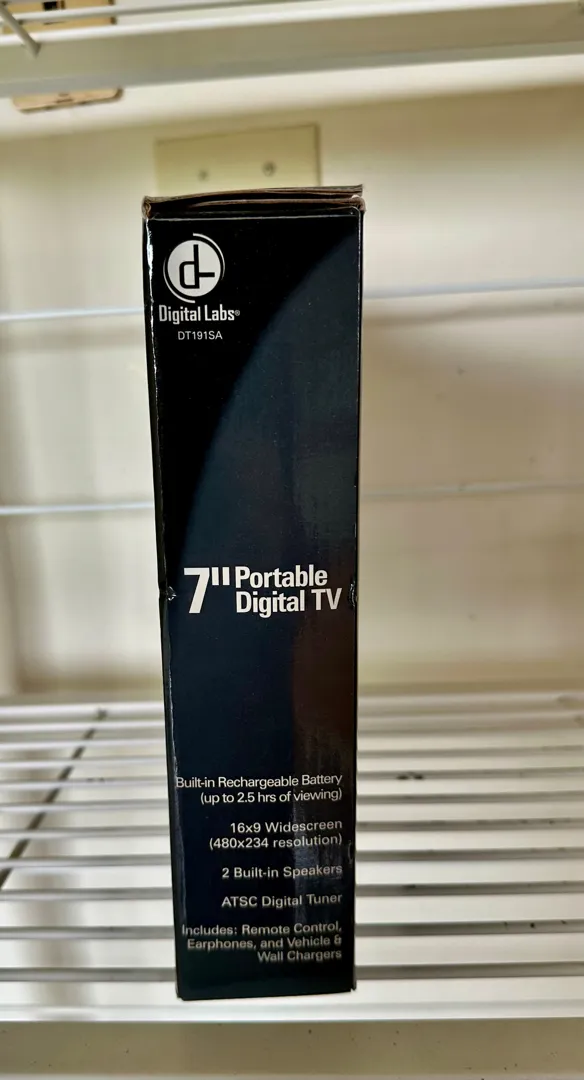 Digital Labs®
DT191SA
7" Portable
Digital TV
Built-in Rechargeable Battery
(up to 2.5 hrs of viewing)
16x9 Widescreen
(480x234 resolution)
2 Built-in Speakers
ATSC Digital Tuner
Includes: Remote Control,
Earphones, and Vehicle &
Wall Chargers